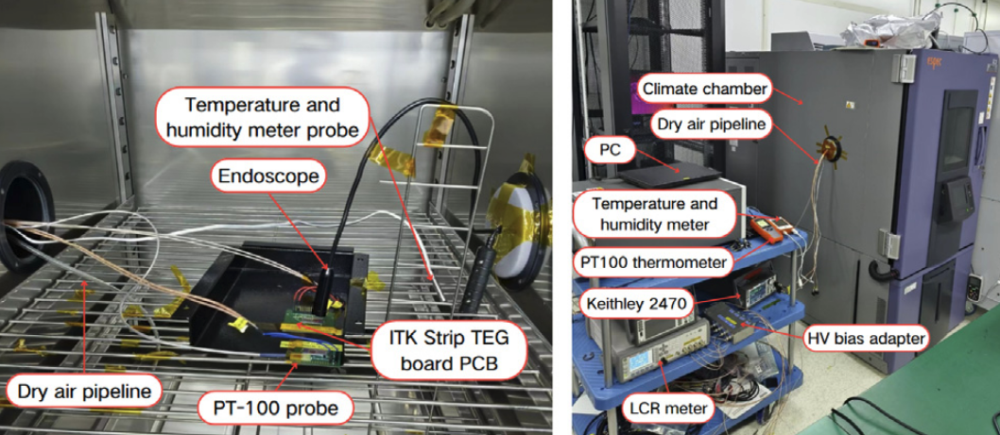 Temperature and
humidity meter probe
Endoscope
ITK Strip TEG
board PCB
Dry air pipeline
PT-100 probe
espec
Climate chamber
Dry air pipeline
PC
Temperature and
humidity meter
PT100 thermometer
Keithley 2470
HV bias adapter
LCR meter